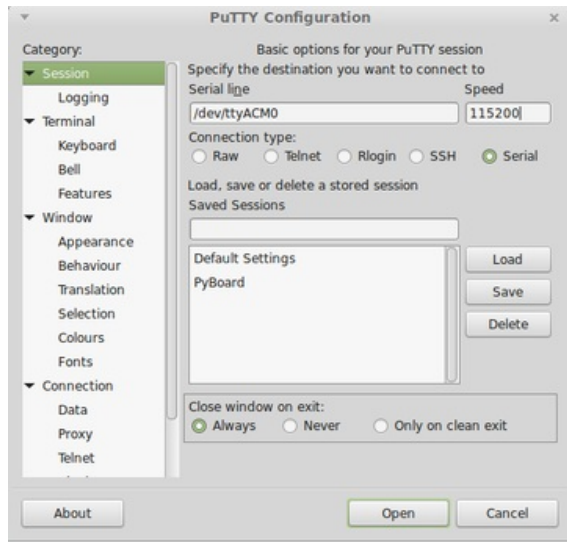 PuTTY Configuration
Category:
Session
Logging
Terminal
Keyboard
Bell
Features
Window
Appearance
Behaviour
Translation
Selection
Colours
Fonts
Connection
Data
Proxy
Telnet
Basic options for your PuTTY session
Specify the destination you want to connect to
Serial line Speed
/dev/ttyACM0 115200
Connection type:
Raw Telnet Rlogin SSH Serial
Load, save or delete a stored session
Saved Sessions
Default Settings
PyBoard
Load
Save
Delete
Close window on exit:
Always Never Only on clean exit
About Open Cancel